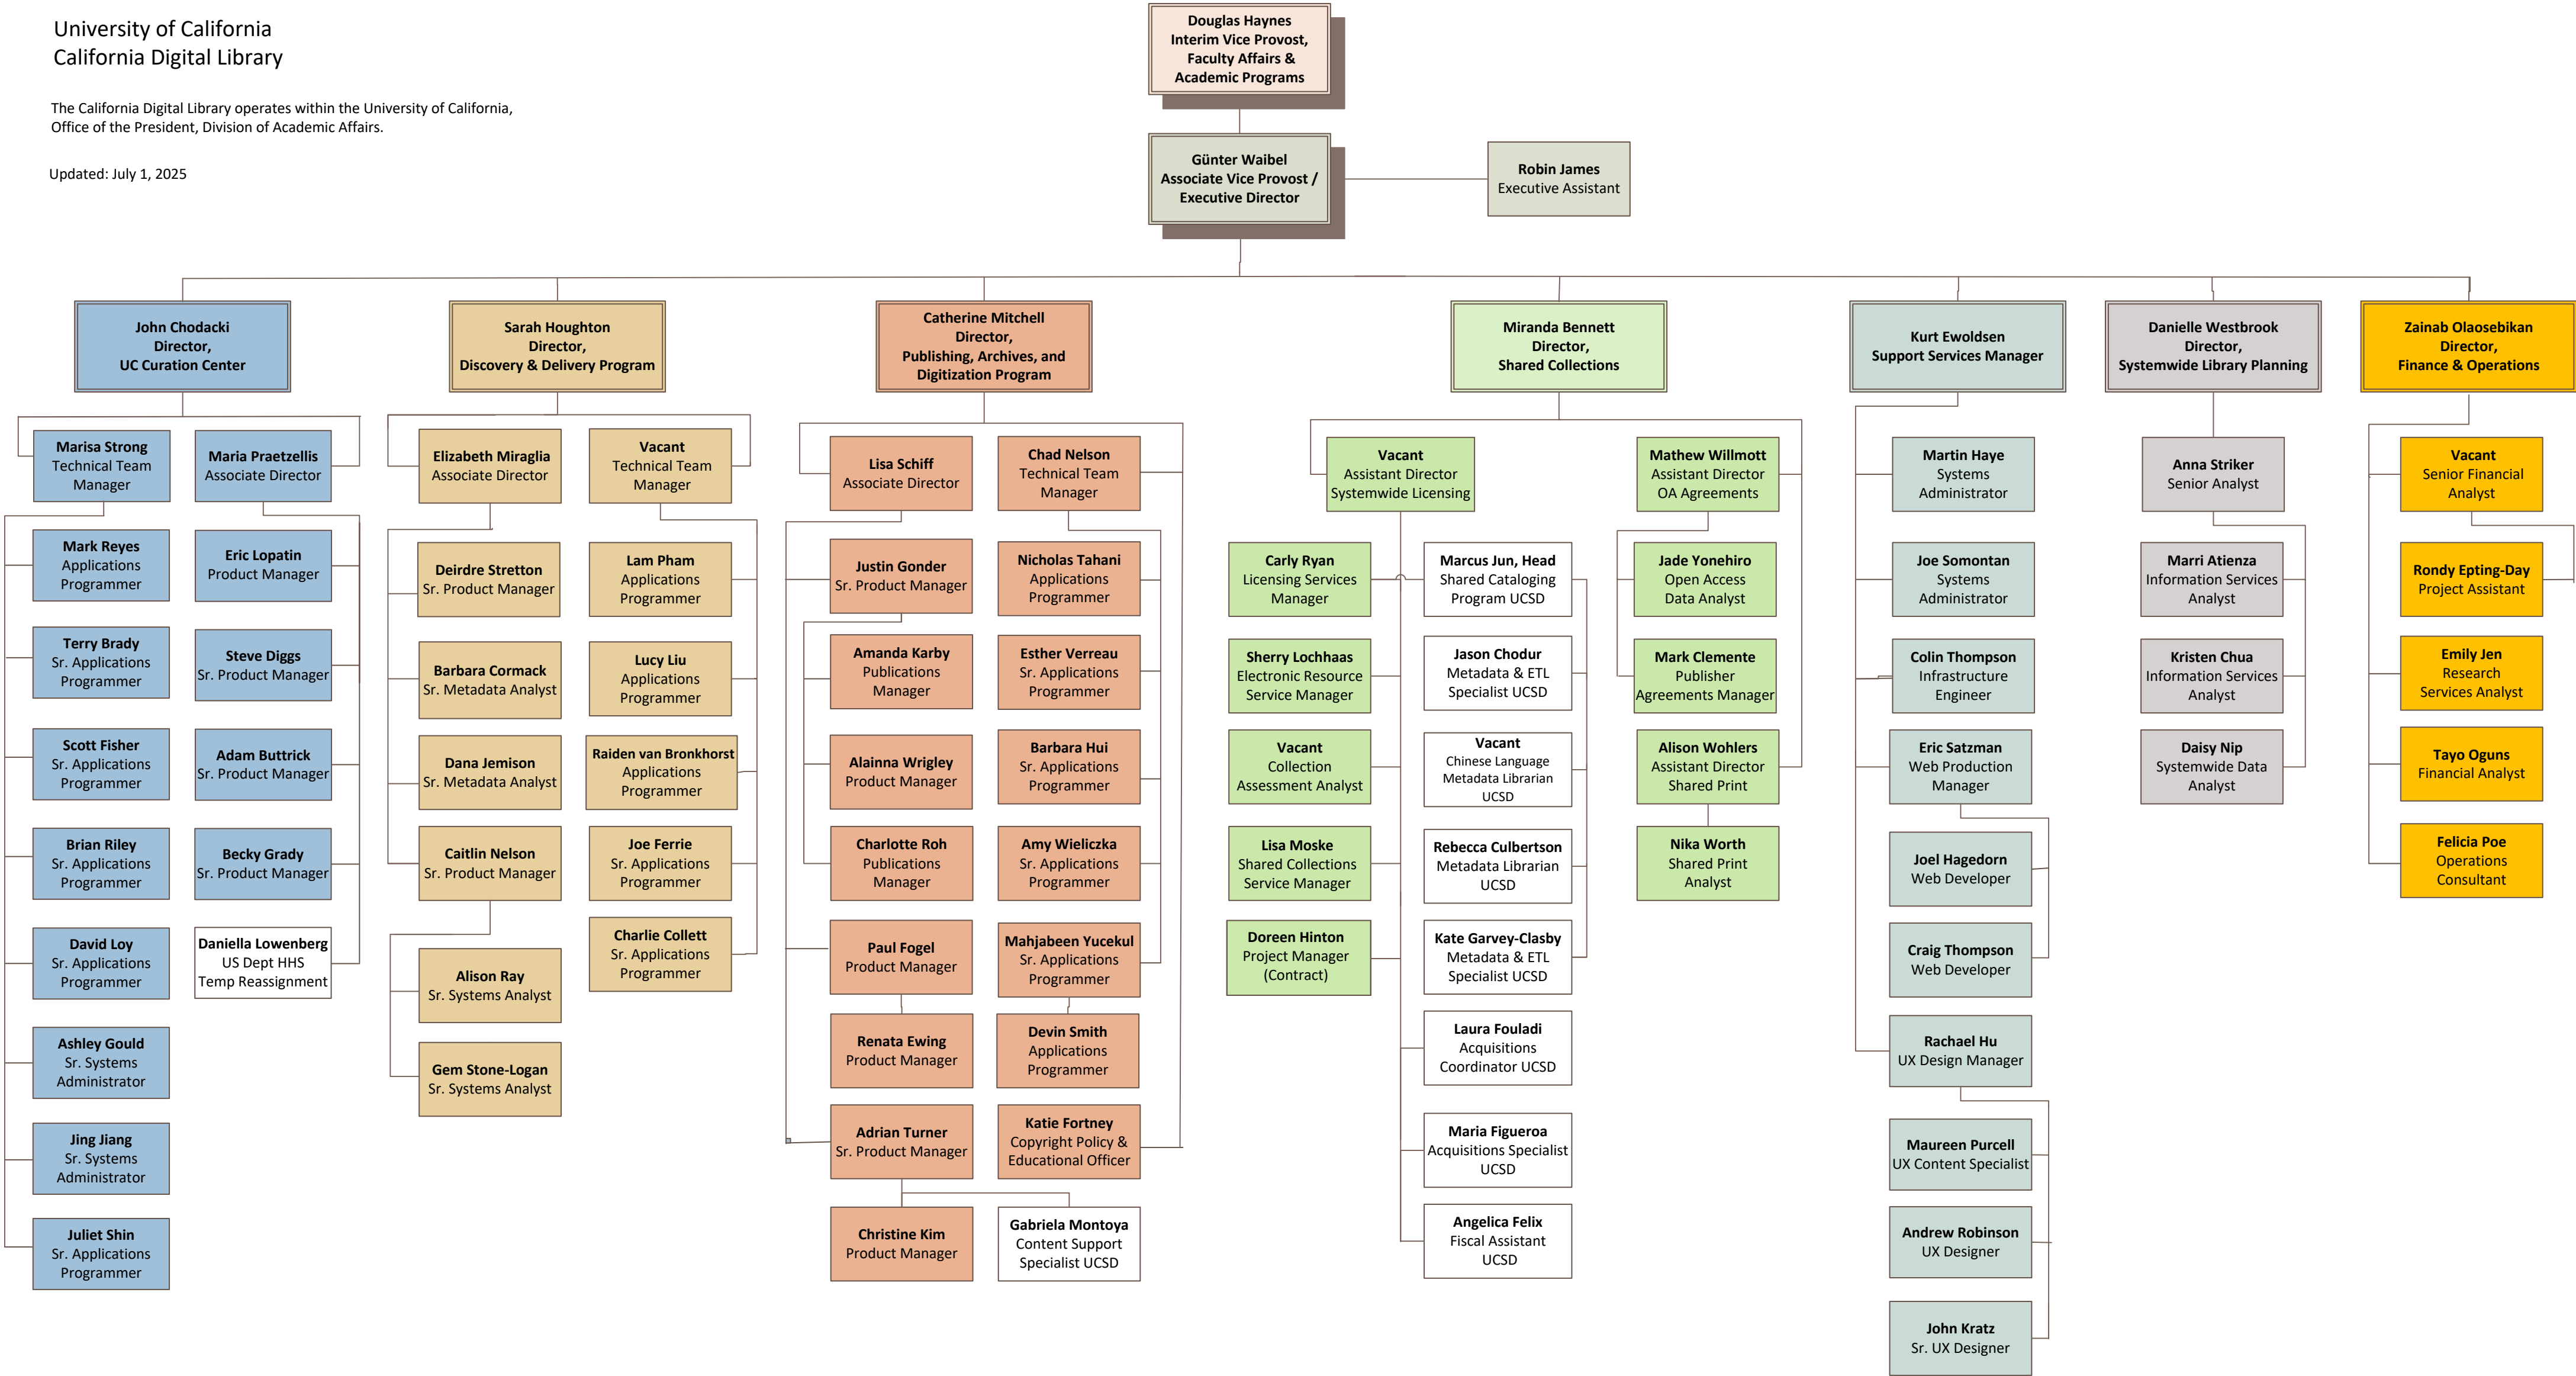 University of California
California Digital Library
The California Digital Library operates within the University of California,
Office of the President, Division of Academic Affairs.
Updated: July 1, 2025
Douglas Haynes
Interim Vice Provost,
Faculty Affairs &
Academic Programs
Günter Waibel
Associate Vice Provost /
Executive Director
Robin James
Executive Assistant
John Chodacki
Director,
UC Curation Center
Sarah Houghton
Director,
Discovery & Delivery Program
Catherine Mitchell
Director,
Publishing, Archives, and
Digitization Program
Miranda Bennett
Director,
Shared Collections
Kurt Ewoldsen
Support Services Manager
Danielle Westbrook
Director,
Systemwide Library Planning
Zainab Olaosebikan
Director,
Finance & Operations
Marisa Strong
Technical Team
Manager
Mark Reyes
Applications
Programmer
Terry Brady
Sr. Applications
Programmer
Scott Fisher
Sr. Applications
Programmer
Brian Riley
Sr. Applications
Programmer
David Loy
Sr. Applications
Programmer
Ashley Gould
Sr. Systems
Administrator
Jing Jiang
Sr. Systems
Administrator
Juliet Shin
Sr. Applications
Programmer
Maria Praetzellis
Associate Director
Eric Lopatin
Product Manager
Steve Diggs
Sr. Product Manager
Adam Buttrick
Sr. Product Manager
Becky Grady
Sr. Product Manager
Daniella Lowenberg
US Dept HHS
Temp Reassignment
Elizabeth Miraglia
Associate Director
Deirdre Stretton
Sr. Product Manager
Barbara Cormack
Sr. Metadata Analyst
Dana Jemison
Sr. Metadata Analyst
Caitlin Nelson
Sr. Product Manager
Alison Ray
Sr. Systems Analyst
Gem Stone-Logan
Sr. Systems Analyst
Vacant
Technical Team
Manager
Lam Pham
Applications
Programmer
Lucy Liu
Applications
Programmer
Raiden van Bronkhorst
Applications
Programmer
Joe Ferrie
Sr. Applications
Programmer
Charlie Collett
Sr. Applications
Programmer
Lisa Schiff
Associate Director
Justin Gonder
Sr. Product Manager
Amanda Karby
Publications
Manager
Alainna Wrigley
Product Manager
Charlotte Roh
Publications
Manager
Paul Fogel
Product Manager
Renata Ewing
Product Manager
Adrian Turner
Sr. Product Manager
Christine Kim
Product Manager
Chad Nelson
Technical Team
Manager
Nicholas Tahani
Applications
Programmer
Esther Verreau
Sr. Applications
Programmer
Barbara Hui
Sr. Applications
Programmer
Amy Wieliczka
Sr. Applications
Programmer
Mahjabeen Yucekul
Sr. Applications
Programmer
Devin Smith
Applications
Programmer
Katie Fortney
Copyright Policy &
Educational Officer
Gabriela Montoya
Content Support
Specialist UCSD
Vacant
Assistant Director
Systemwide Licensing
Carly Ryan
Licensing Services
Manager
Sherry Lochhaas
Electronic Resource
Service Manager
Vacant
Collection
Assessment Analyst
Lisa Moske
Shared Collections
Service Manager
Doreen Hinton
Project Manager
(Contract)
Marcus Jun, Head
Shared Cataloging
Program UCSD
Jason Chodur
Metadata & ETL
Specialist UCSD
Vacant
Chinese Language
Metadata Librarian
UCSD
Rebecca Culbertson
Metadata Librarian
UCSD
Kate Garvey-Clasby
Metadata & ETL
Specialist UCSD
Laura Fouladi
Acquisitions
Coordinator UCSD
Maria Figueroa
Acquisitions Specialist
UCSD
Angelica Felix
Fiscal Assistant
UCSD
Mathew Willmott
Assistant Director
OA Agreements
Jade Yonehiro
Open Access
Data Analyst
Mark Clemente
Publisher
Agreements Manager
Alison Wohlers
Assistant Director
Shared Print
Nika Worth
Shared Print
Analyst
Martin Haye
Systems
Administrator
Joe Somontan
Systems
Administrator
Colin Thompson
Infrastructure
Engineer
Eric Satzman
Web Production
Manager
Joel Hagedorn
Web Developer
Craig Thompson
Web Developer
Rachael Hu
UX Design Manager
Maureen Purcell
UX Content Specialist
Andrew Robinson
UX Designer
John Kratz
Sr. UX Designer
Anna Striker
Senior Analyst
Marri Atienza
Information Services
Analyst
Kristen Chua
Information Services
Analyst
Daisy Nip
Systemwide Data
Analyst
Vacant
Senior Financial
Analyst
Rondy Epting-Day
Project Assistant
Emily Jen
Research
Services Analyst
Tayo Oguns
Financial Analyst
Felicia Poe
Operations
Consultant